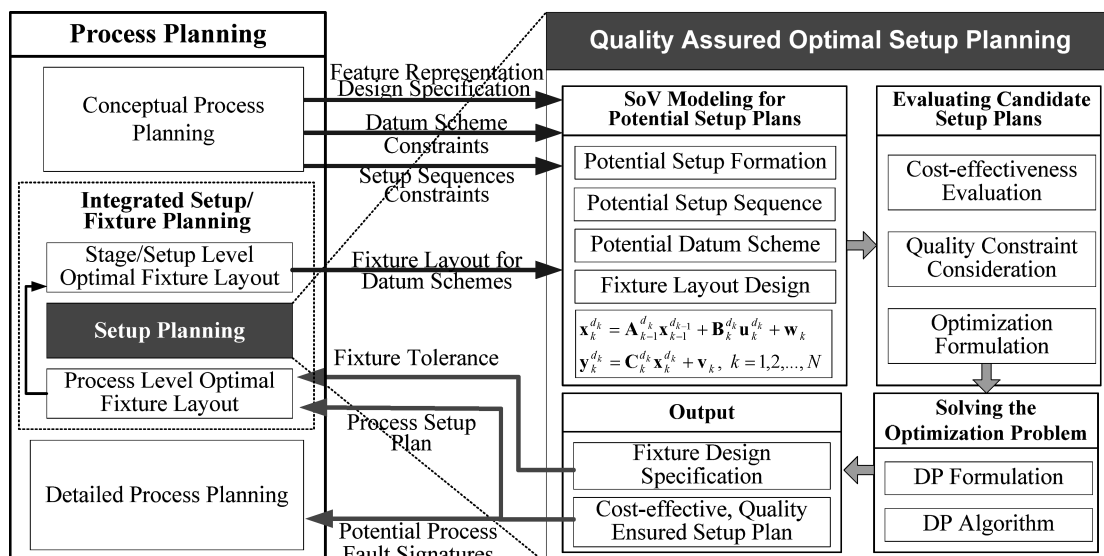 Process Planning
Conceptual Process
Planning
Integrated Setup/
Fixture Planning
Stage/Setup Level
Optimal Fixture Layout
Setup Planning
Process Level Optimal
Fixture Layout
Detailed Process Planning
Feature Representation
Design Specification
Datum Scheme
Constraints
Setup Sequences
Constraints
Fixture Layout for
Datum Schemes
Fixture Tolerance
Process Setup
Plan
Potential Process
Fault Signatures
Quality Assured Optimal Setup Planning
SoV Modeling for
Potential Setup Plans
Potential Setup Formation
Potential Setup Sequence
Potential Datum Scheme
Fixture Layout Design
x_k^{d_k} = A_{k-1}^{d_k} x_{k-1}^{d_{k-1}} + B_k^{d_k} u_k^{d_k} + w_k
y_k^{d_k} = C_k^{d_k} x_k^{d_k} + v_k, k = 1,2,..., N
Evaluating Candidate
Setup Plans
Cost-effectiveness
Evaluation
Quality Constraint
Consideration
Optimization
Formulation
Output
Fixture Design
Specification
Cost-effective, Quality
Ensured Setup Plan
Solving the
Optimization Problem
DP Formulation
DP Algorithm